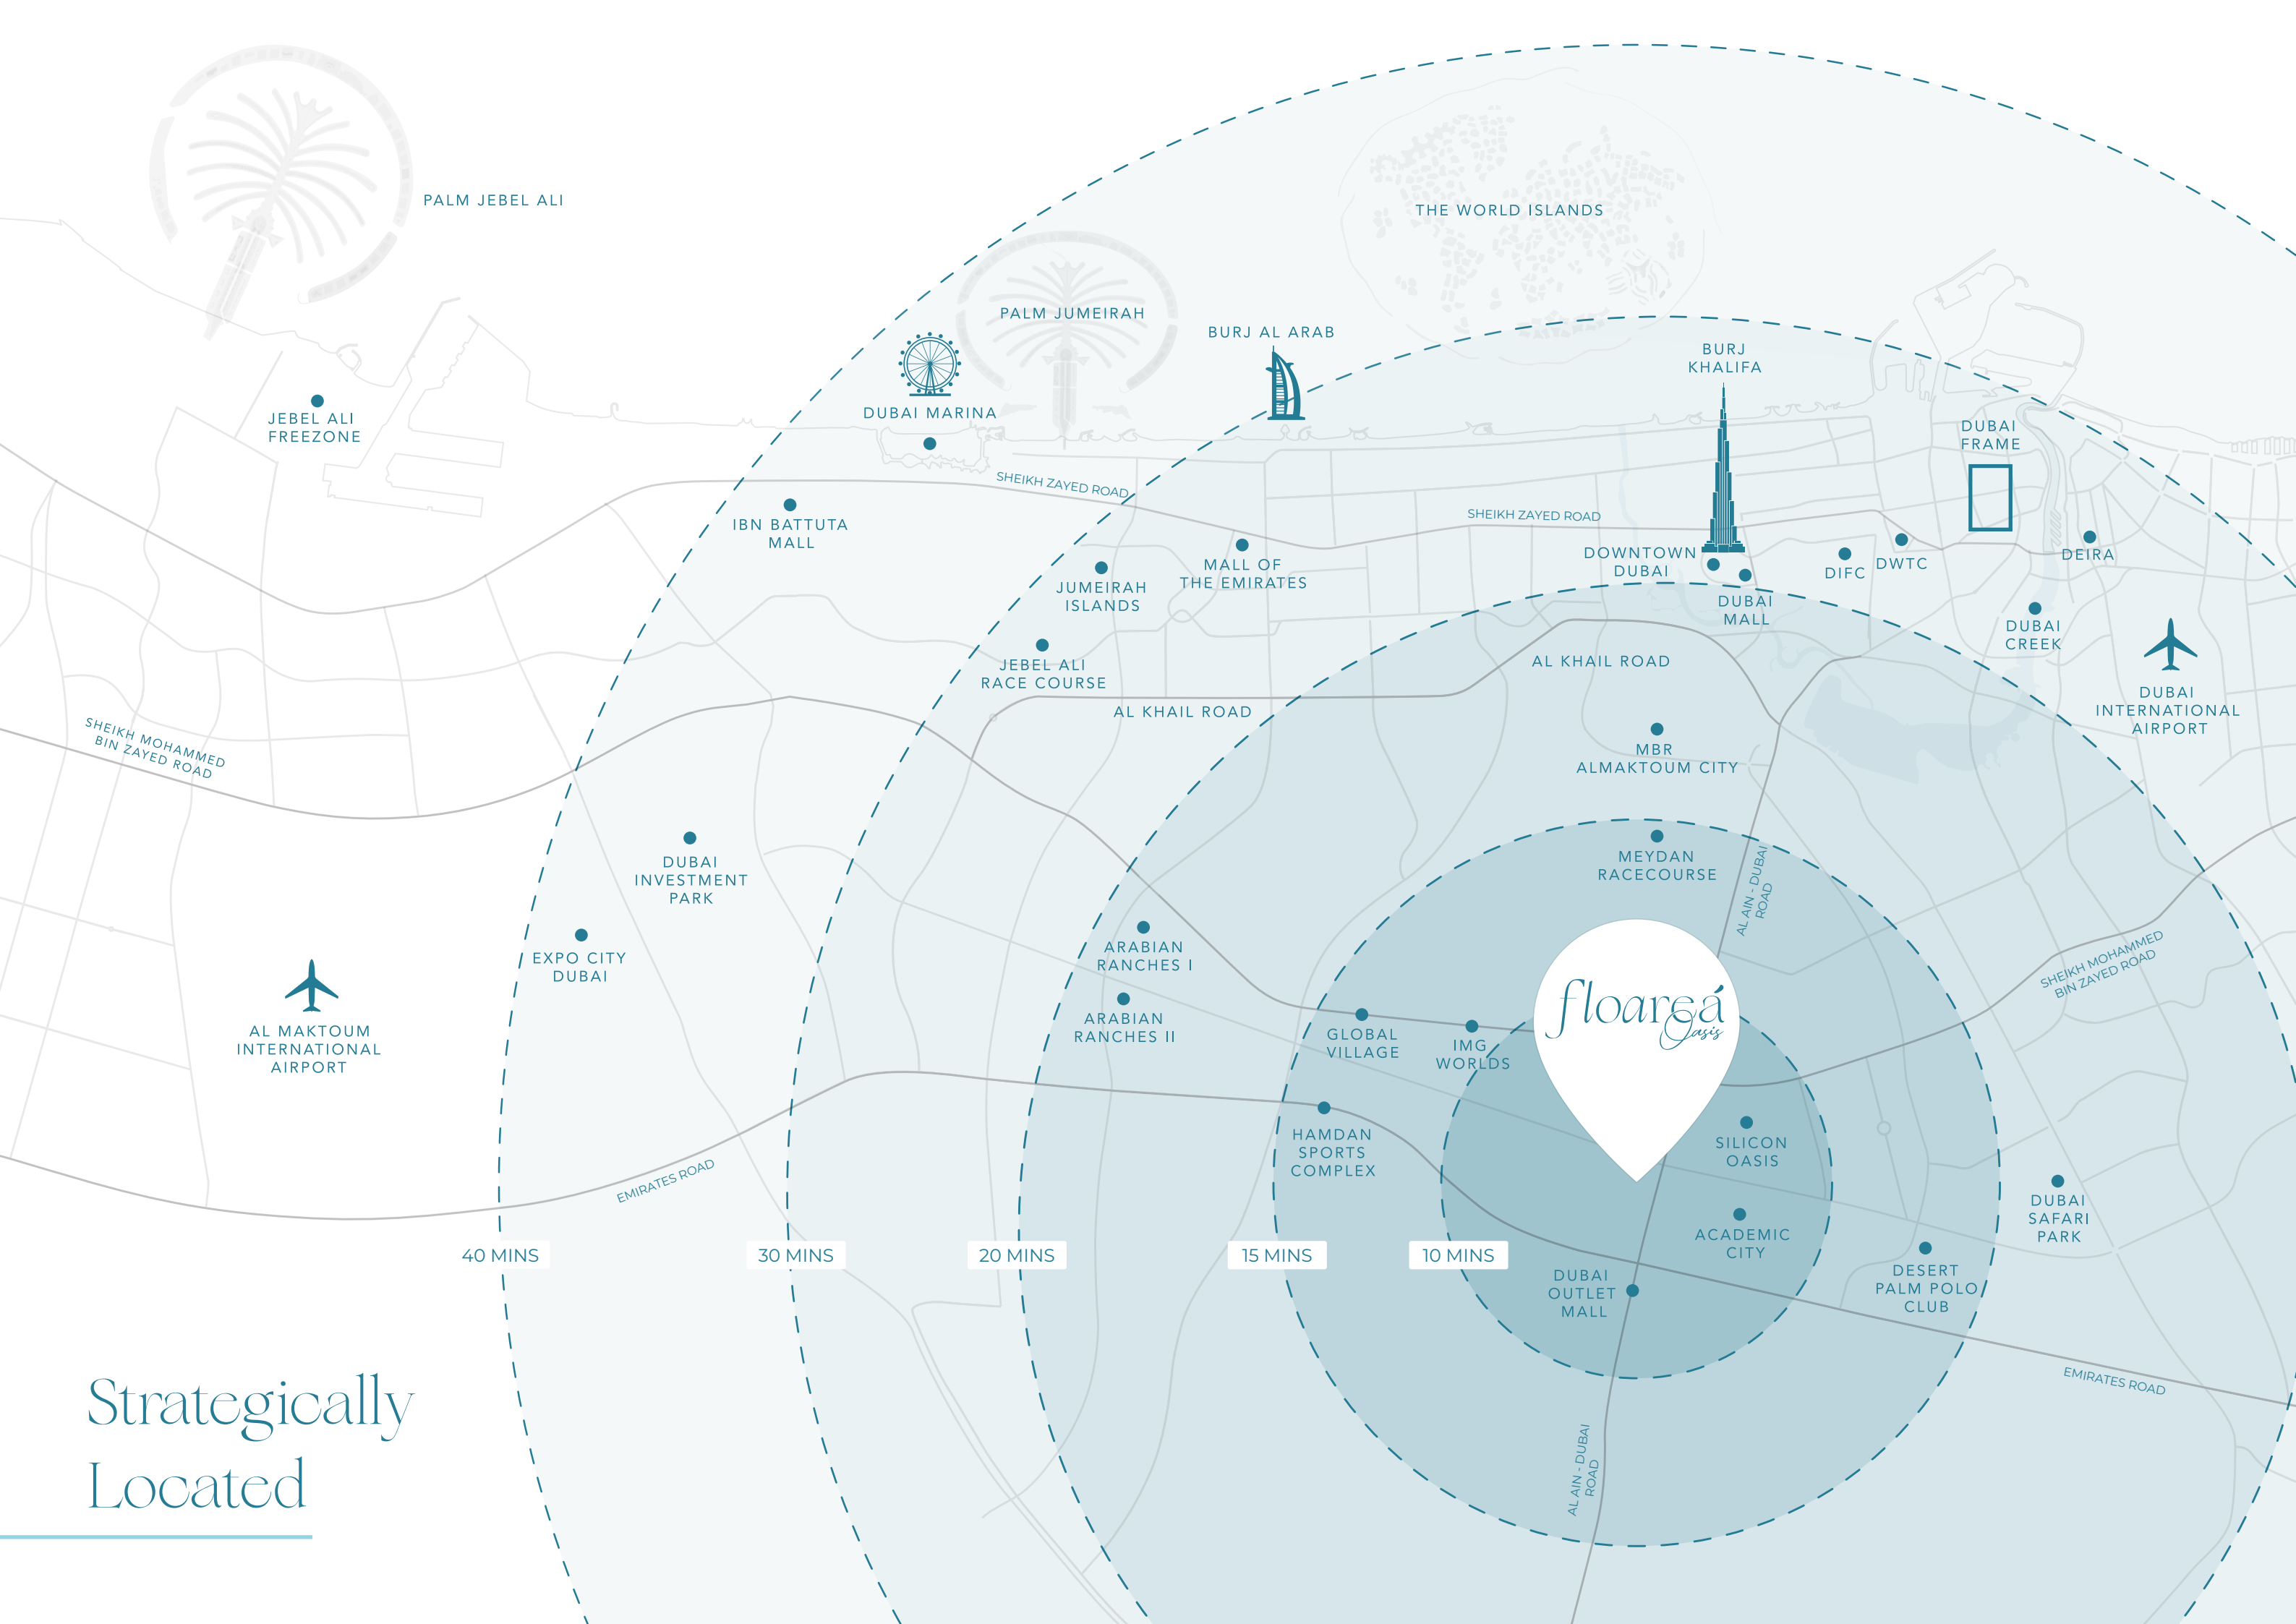 PALM JEBEL ALI
THE WORLD ISLANDS
PALM JUMEIRAH
BURJ AL ARAB
BURJ
KHALIFA
JEBEL ALI
FREEZONE
DUBAI MARINA
DUBAI
FRAME
SHEIKH ZAYED ROAD
SHEIKH ZAYED ROAD
IBN BATTUTA
MALL
JUMEIRAH
ISLANDS
MALL OF
THE EMIRATES
DOWNTOWN
DUBAI
DUBAI
MALL
DIFC
DWTC
DEIRA
DUBAI
CREEK
JEBEL ALI
RACE COURSE
AL KHAIL ROAD
AL KHAIL ROAD
DUBAI
INTERNATIONAL
AIRPORT
SHEIKH MOHAMMED
BIN ZAYED ROAD
MBR
ALMAKTOUM CITY
DUBAI
INVESTMENT
PARK
MEYDAN
RACECOURSE
AL AIN - DUBAI
ROAD
EXPO CITY
DUBAI
ARABIAN
RANCHES I
ARABIAN
RANCHES II
SHEIKH MOHAMMED
BIN ZAYED ROAD
AL MAKTOUM
INTERNATIONAL
AIRPORT
GLOBAL
VILLAGE
IMG
WORLDS
floareá
Oasis
HAMDAN
SPORTS
COMPLEX
SILICON
OASIS
EMIRATES ROAD
ACADEMIC
CITY
DUBAI
SAFARI
PARK
40 MINS
30 MINS
20 MINS
15 MINS
10 MINS
DUBAI
OUTLET
MALL
DESERT
PALM POLO
CLUB
EMIRATES ROAD
AL AIN - DUBAI
ROAD
Strategically
Located